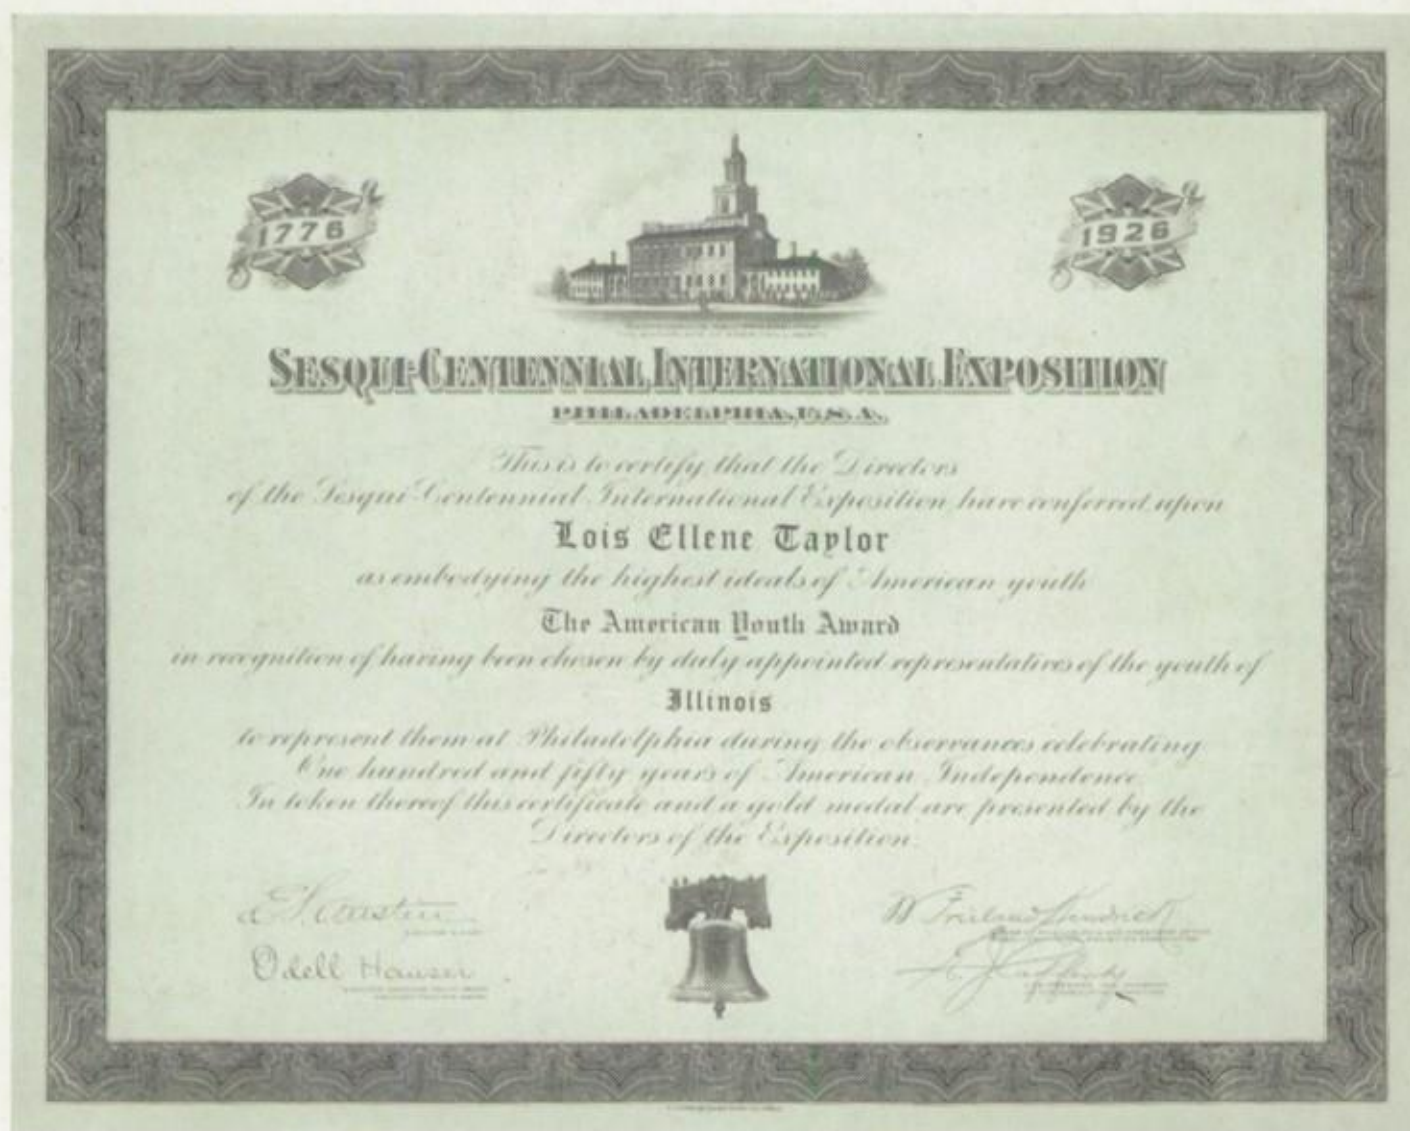 1776
1926
SESQUI-CENTENNIAL INTERNATIONAL EXPOSITION
PHILADELPHIA, U.S.A.
This is to certify that the Directors
of the Sesqui-Centennial International Exposition have conferred upon
Lois Ellene Taylor
as embodying the highest ideals of American youth
The American Youth Award
in recognition of having been chosen by duly appointed representatives of the youth of
Illinois
to represent them at Philadelphia during the observances celebrating
One hundred and fifty years of American Independence.
In token thereof this certificate and a gold medal are presented by the
Directors of the Exposition.
W. Freeland Kendrick
Odell Hauser